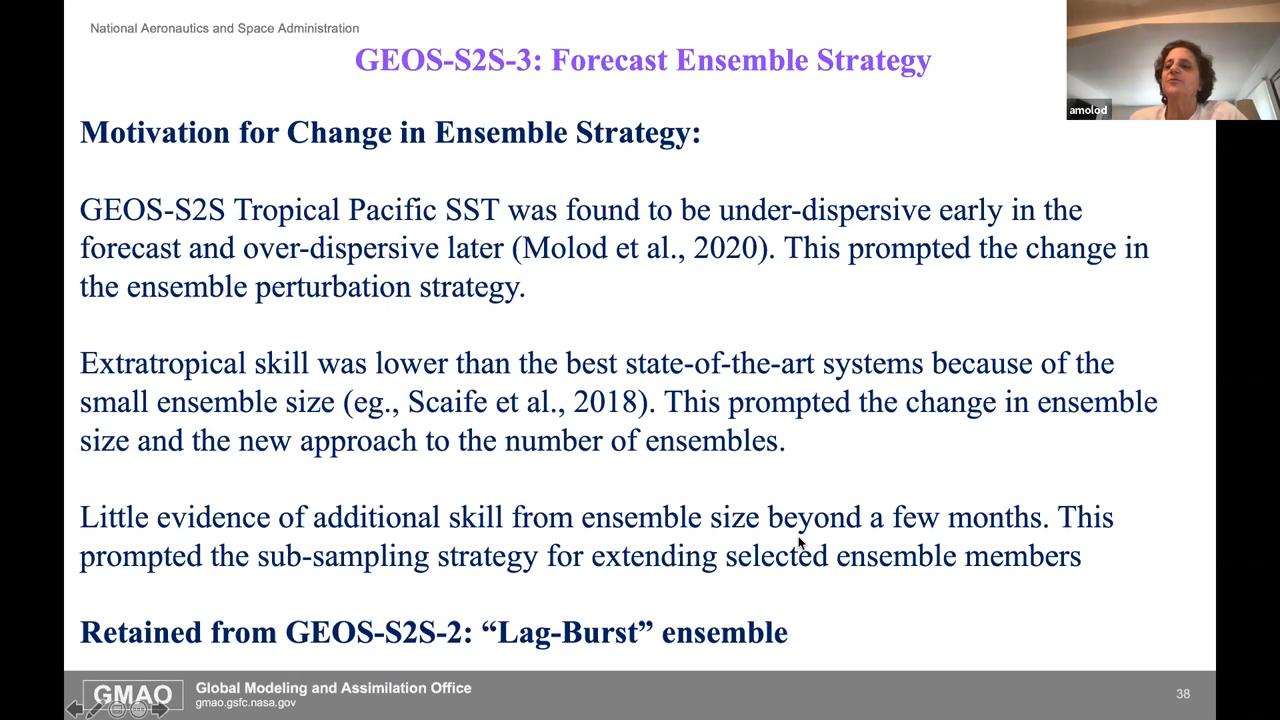 National Aeronautics and Space Administration
GEOS-S2S-3: Forecast Ensemble Strategy
amolod
Motivation for Change in Ensemble Strategy:
GEOS-S2S Tropical Pacific SST was found to be under-dispersive early in the
forecast and over-dispersive later (Molod et al., 2020). This prompted the change in
the ensemble perturbation strategy.
Extratropical skill was lower than the best state-of-the-art systems because of the
small ensemble size (eg., Scaife et al., 2018). This prompted the change in ensemble
size and the new approach to the number of ensembles.
Little evidence of additional skill from ensemble size beyond a few months. This
prompted the sub-sampling strategy for extending selected ensemble members
Retained from GEOS-S2S-2: “Lag-Burst” ensemble
GMAO
Global Modeling and Assimilation Office
gmao.gsfc.nasa.gov
38